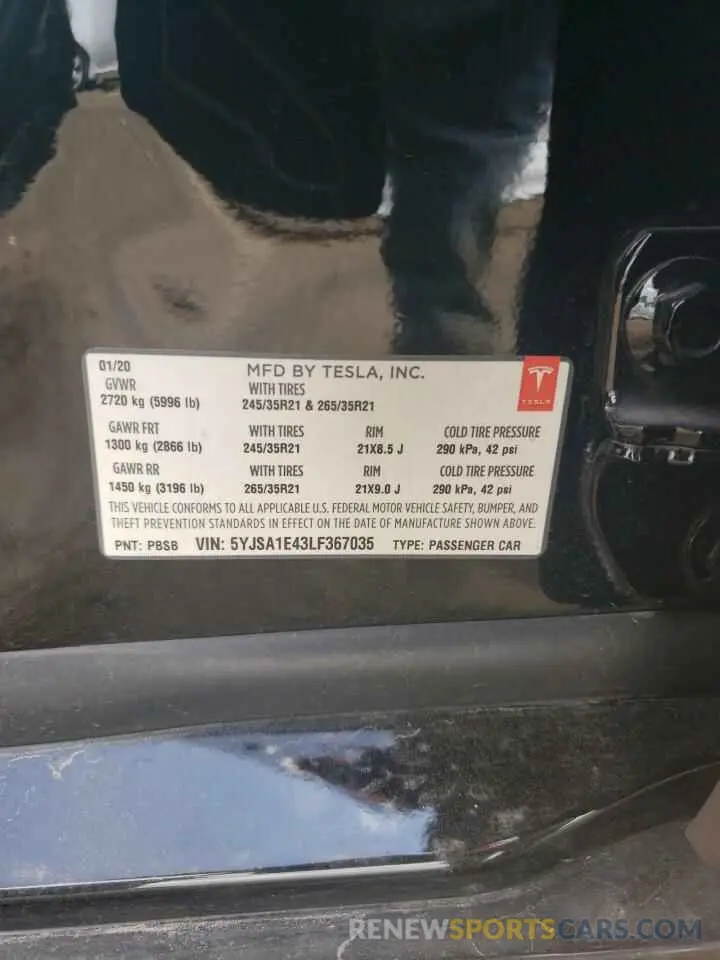 01/20 MFD BY TESLA, INC.
GVWR WITH TIRES
2720 kg (5996 lb) 245/35R21 & 265/35R21
TESLA
GAWR FRT WITH TIRES RIM COLD TIRE PRESSURE
1300 kg (2866 lb) 245/35R21 21X8.5 J 290 kPa, 42 psi
GAWR RR WITH TIRES RIM COLD TIRE PRESSURE
1450 kg (3196 lb) 265/35R21 21X9.0 J 290 kPa, 42 psi
THIS VEHICLE CONFORMS TO ALL APPLICABLE U.S. FEDERAL MOTOR VEHICLE SAFETY, BUMPER, AND
THEFT PREVENTION STANDARDS IN EFFECT ON THE DATE OF MANUFACTURE SHOWN ABOVE.
PNT: PBSB VIN: 5YJSA1E43LF367035 TYPE: PASSENGER CAR
RENEWSPORTSCARS.COM